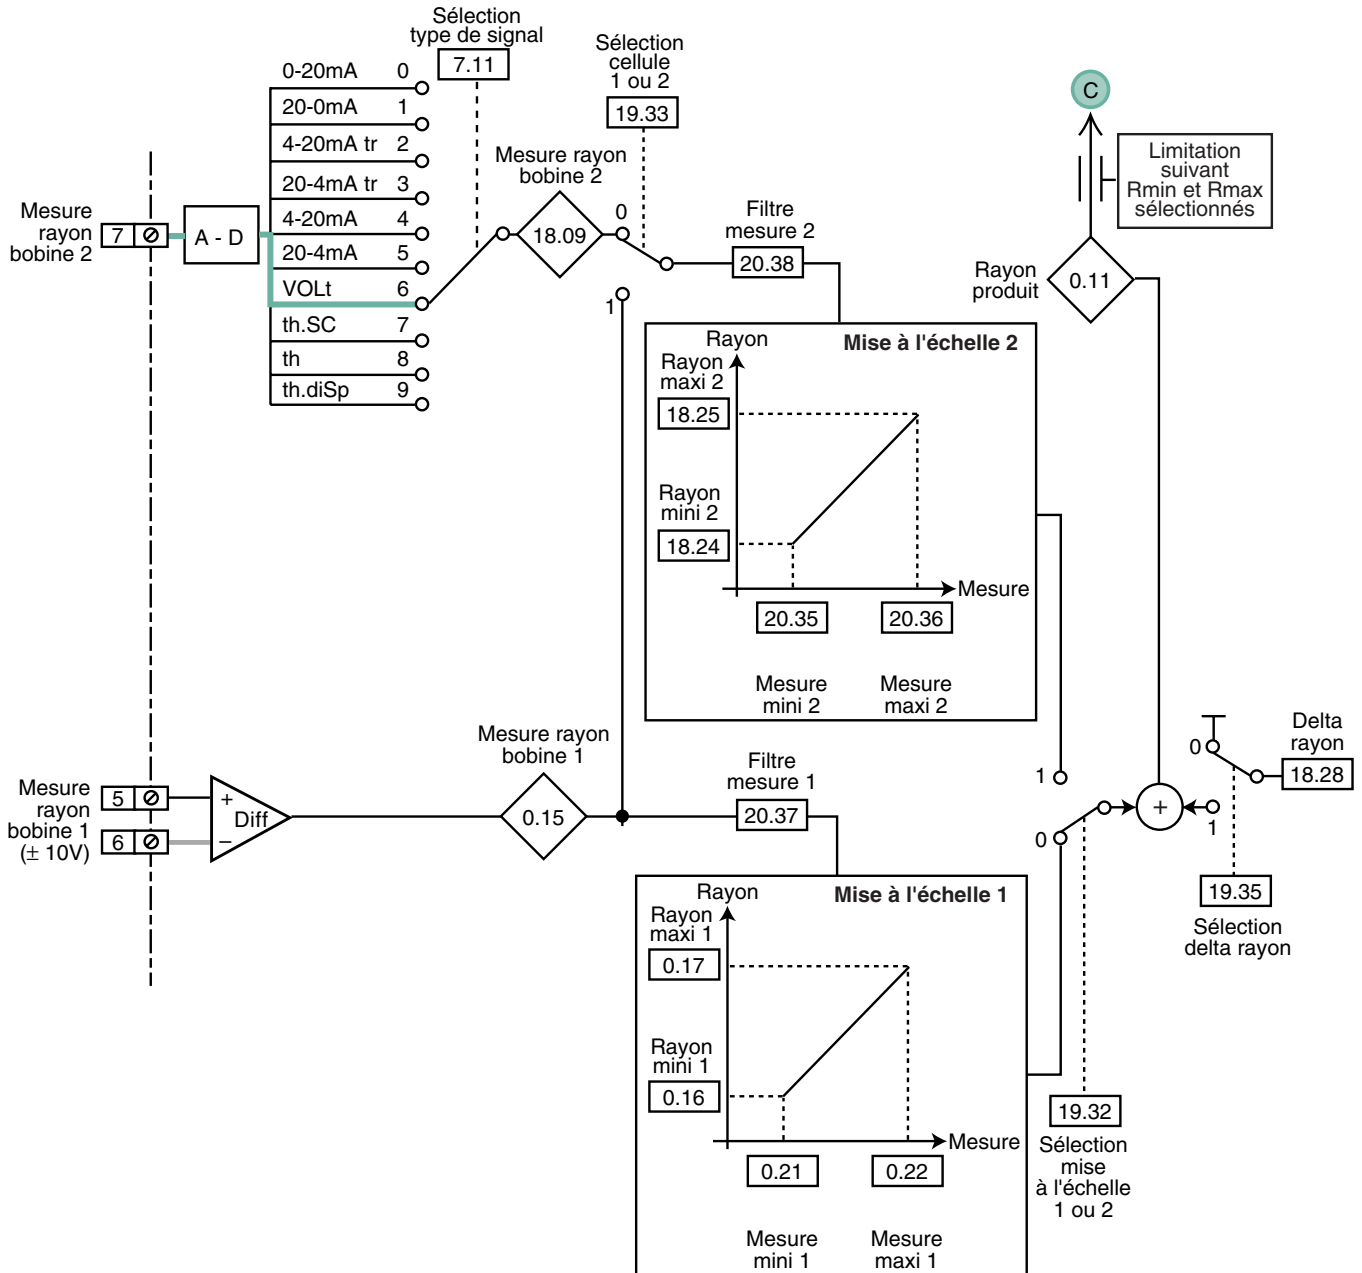 Sélection
type de signal
7.11
Sélection
cellule
1 ou 2
19.33
0-20mA 0
20-0mA 1
4-20mA tr 2
20-4mA tr 3
4-20mA 4
20-4mA 5
VOLt 6
th.SC 7
th 8
th.diSp 9
Mesure
rayon
bobine 2
7
A - D
Mesure rayon
bobine 2
18.09
0
1
Filtre
mesure 2
20.38
C
Limitation
suivant
Rmin et Rmax
sélectionnés
Rayon
produit
0.11
Mise à l'échelle 2
Rayon
Rayon
maxi 2
18.25
Rayon
mini 2
18.24
Mesure
20.35
20.36
Mesure
mini 2
Mesure
maxi 2
Mesure
rayon
bobine 1
(± 10V)
5
6
+
Diff
–
Mesure rayon
bobine 1
0.15
Filtre
mesure 1
20.37
1
0
+
0
1
Delta
rayon
18.28
19.35
Sélection
delta rayon
Mise à l'échelle 1
Rayon
Rayon
maxi 1
0.17
Rayon
mini 1
0.16
Mesure
0.21
0.22
Mesure
mini 1
Mesure
maxi 1
19.32
Sélection
mise
à l'échelle
1 ou 2